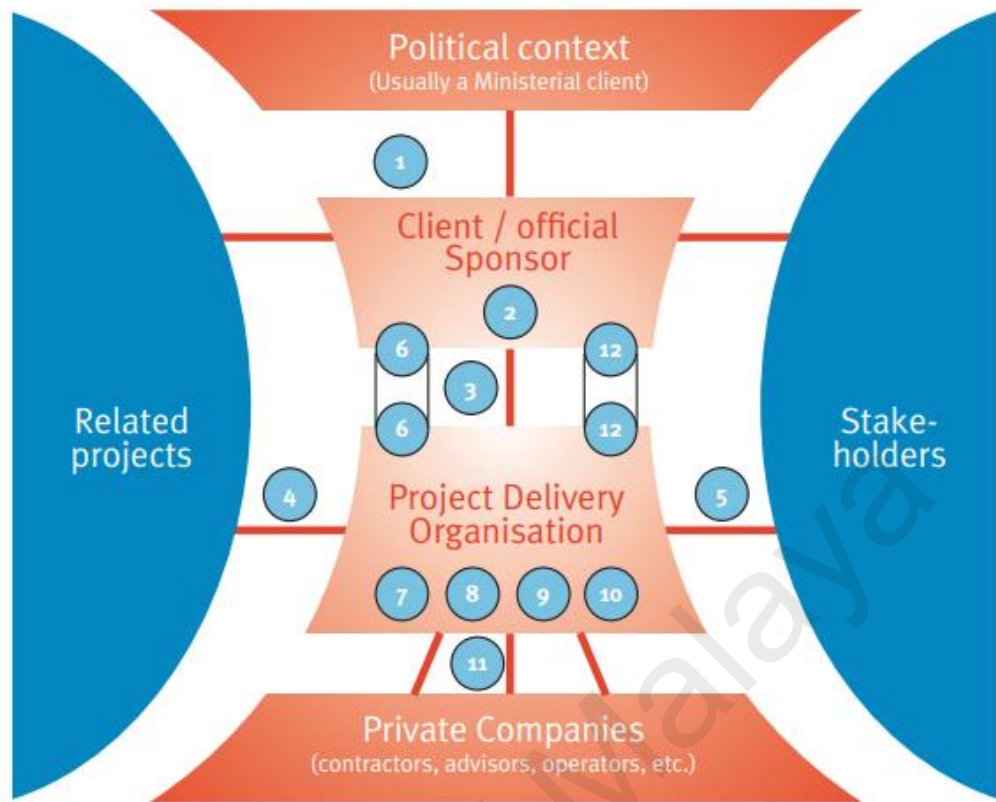 Political context
(Usually a Ministerial client)
1
Client / official
Sponsor
2
6
12
3
6
12
Related
projects
Stake-
holders
4
5
Project Delivery
Organisation
7
8
9
10
11
Private Companies
(contractors, advisors, operators, etc.)
Malaya